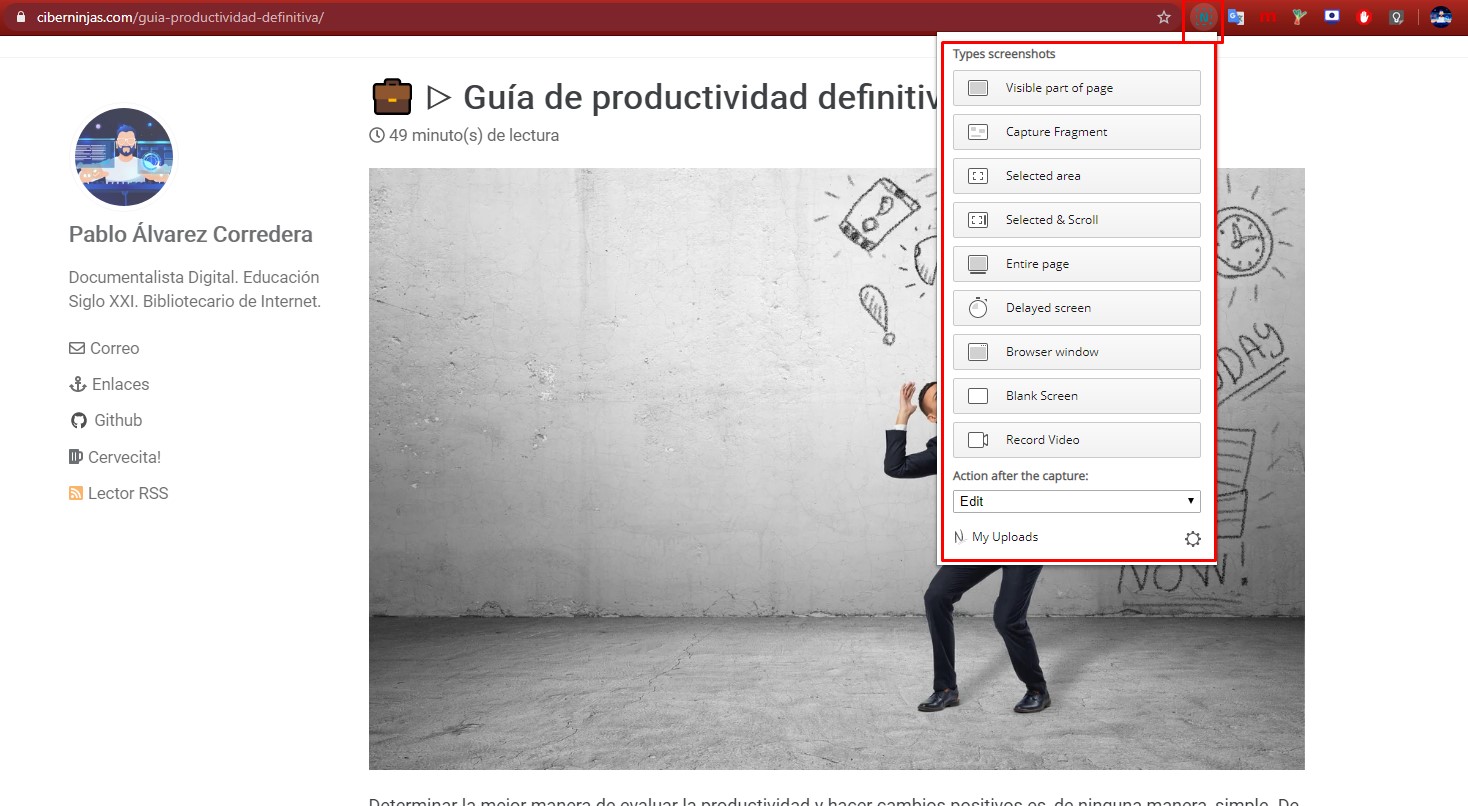 ciberninjas.com/guia-productividad-definitiva/
Guía de productividad definitiv
49 minuto(s) de lectura
Pablo Álvarez Corredera
Documentalista Digital. Educación
Siglo XXI. Bibliotecario de Internet.
Correo
Enlaces
Github
Cervecita!
Lector RSS
Types screenshots
Visible part of page
Capture Fragment
Selected area
Selected & Scroll
Entire page
Delayed screen
Browser window
Blank Screen
Record Video
Action after the capture:
Edit
My Uploads
ODAY
NOW!
Determinar la mejor manera de evaluar la productividad y hacer cambios positivos es, de ninguna manera, simple. De